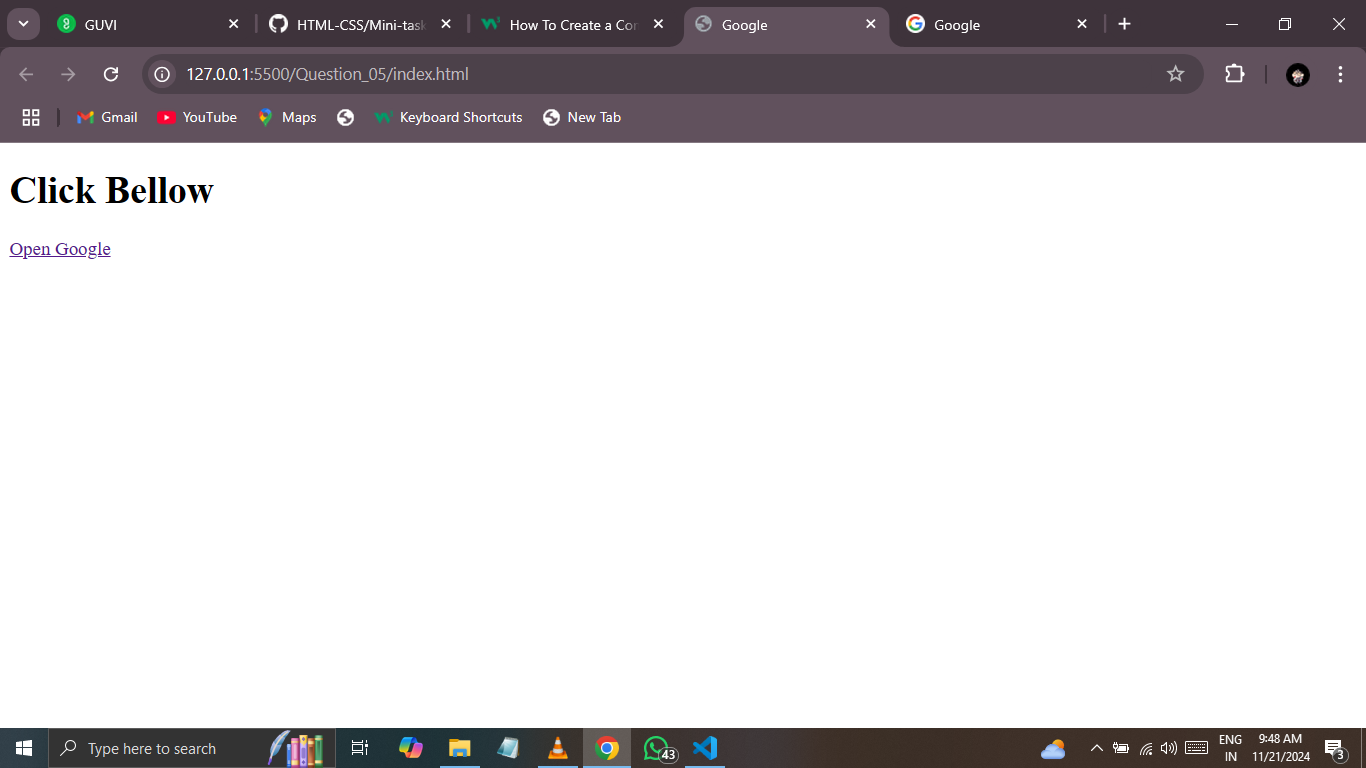 GUVI
HTML-CSS/Mini-task
How To Create a Cor
Google
Google
127.0.0.1:5500/Question_05/index.html
Gmail
YouTube
Maps
Keyboard Shortcuts
New Tab
Click Bellow
Open Google
Type here to search
43
ENG
IN
9:48 AM
11/21/2024
3